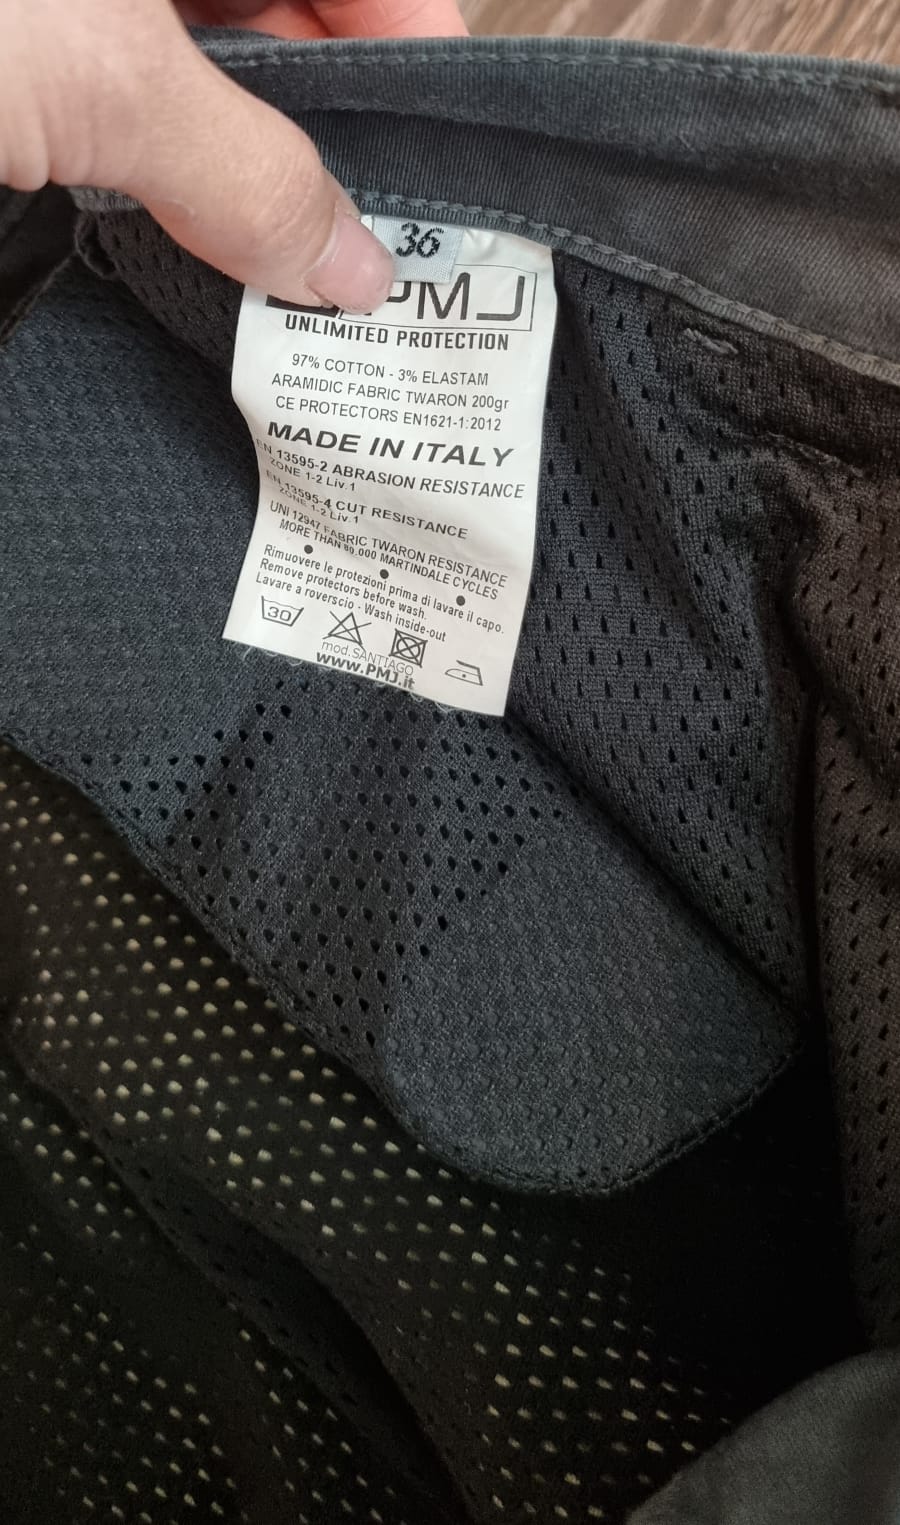 36
PMJ
UNLIMITED PROTECTION
97% COTTON - 3% ELASTAM
ARAMIDIC FABRIC TWARON 200gr
CE PROTECTORS EN1621-1:2012
MADE IN ITALY
EN 13595-2 ABRASION RESISTANCE
ZONE 1-2 Liv.1
EN 13595-4 CUT RESISTANCE
ZONE 1-2 Liv.1
UNI 12947 FABRIC TWARON RESISTANCE
MORE THAN 80.000 MARTINDALE CYCLES
Rimuovere le protezioni prima di lavare il capo.
Remove protectors before wash.
Lavare a roverscio - Wash inside-out
30
mod.SANTIAGO
www.PMJ.it